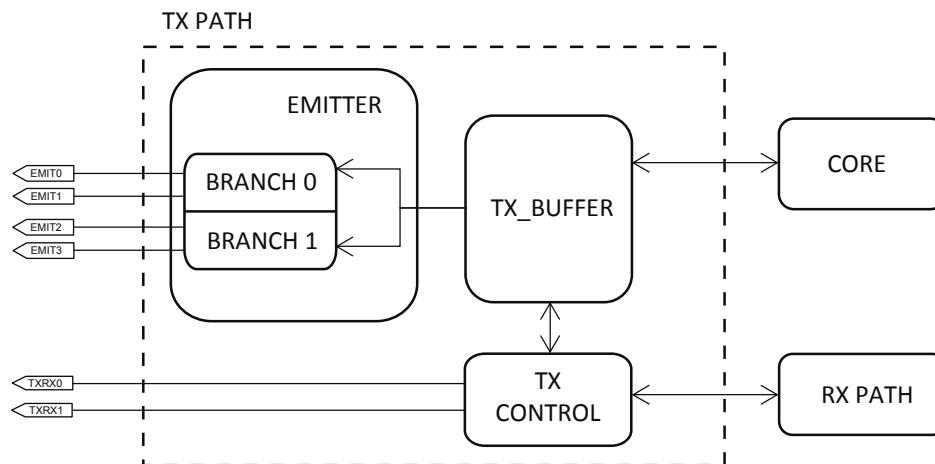 TX PATH
EMITTER
EMIT0
EMIT1
EMIT2
EMIT3
BRANCH 0
BRANCH 1
TX_BUFFER
CORE
TXRX0
TXRX1
TX
CONTROL
RX PATH